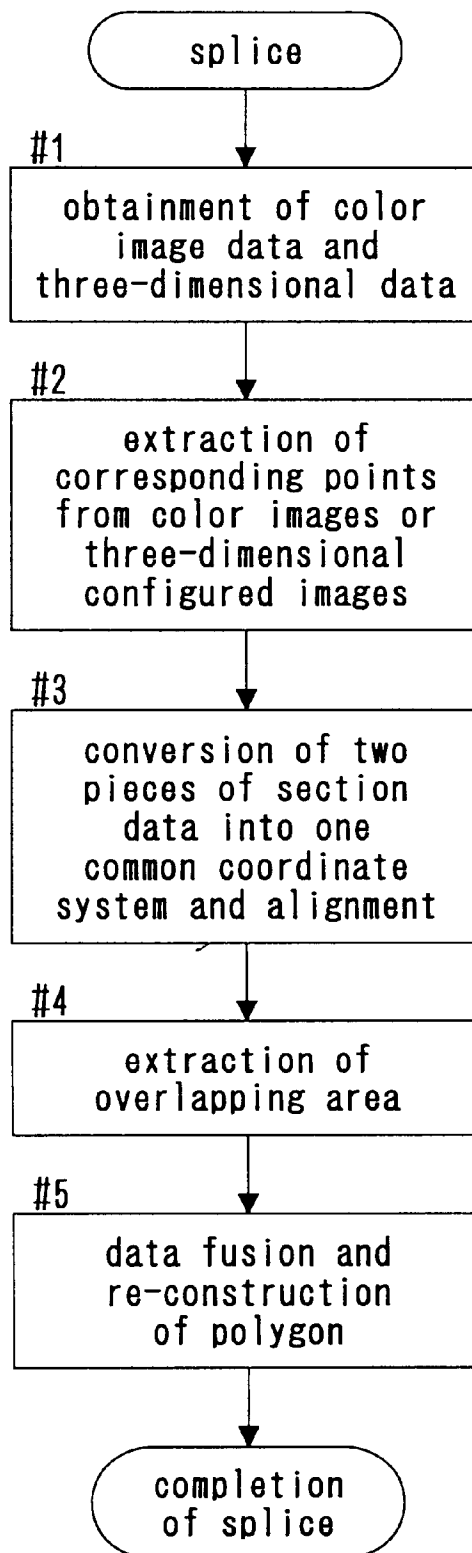 splice
#1
obtainment of color
image data and
three-dimensional data
#2
extraction of
corresponding points
from color images or
three-dimensional
configured images
#3
conversion of two
pieces of section
data into one
common coordinate
system and alignment
#4
extraction of
overlapping area
#5
data fusion and
re-construction
of polygon
completion
of splice